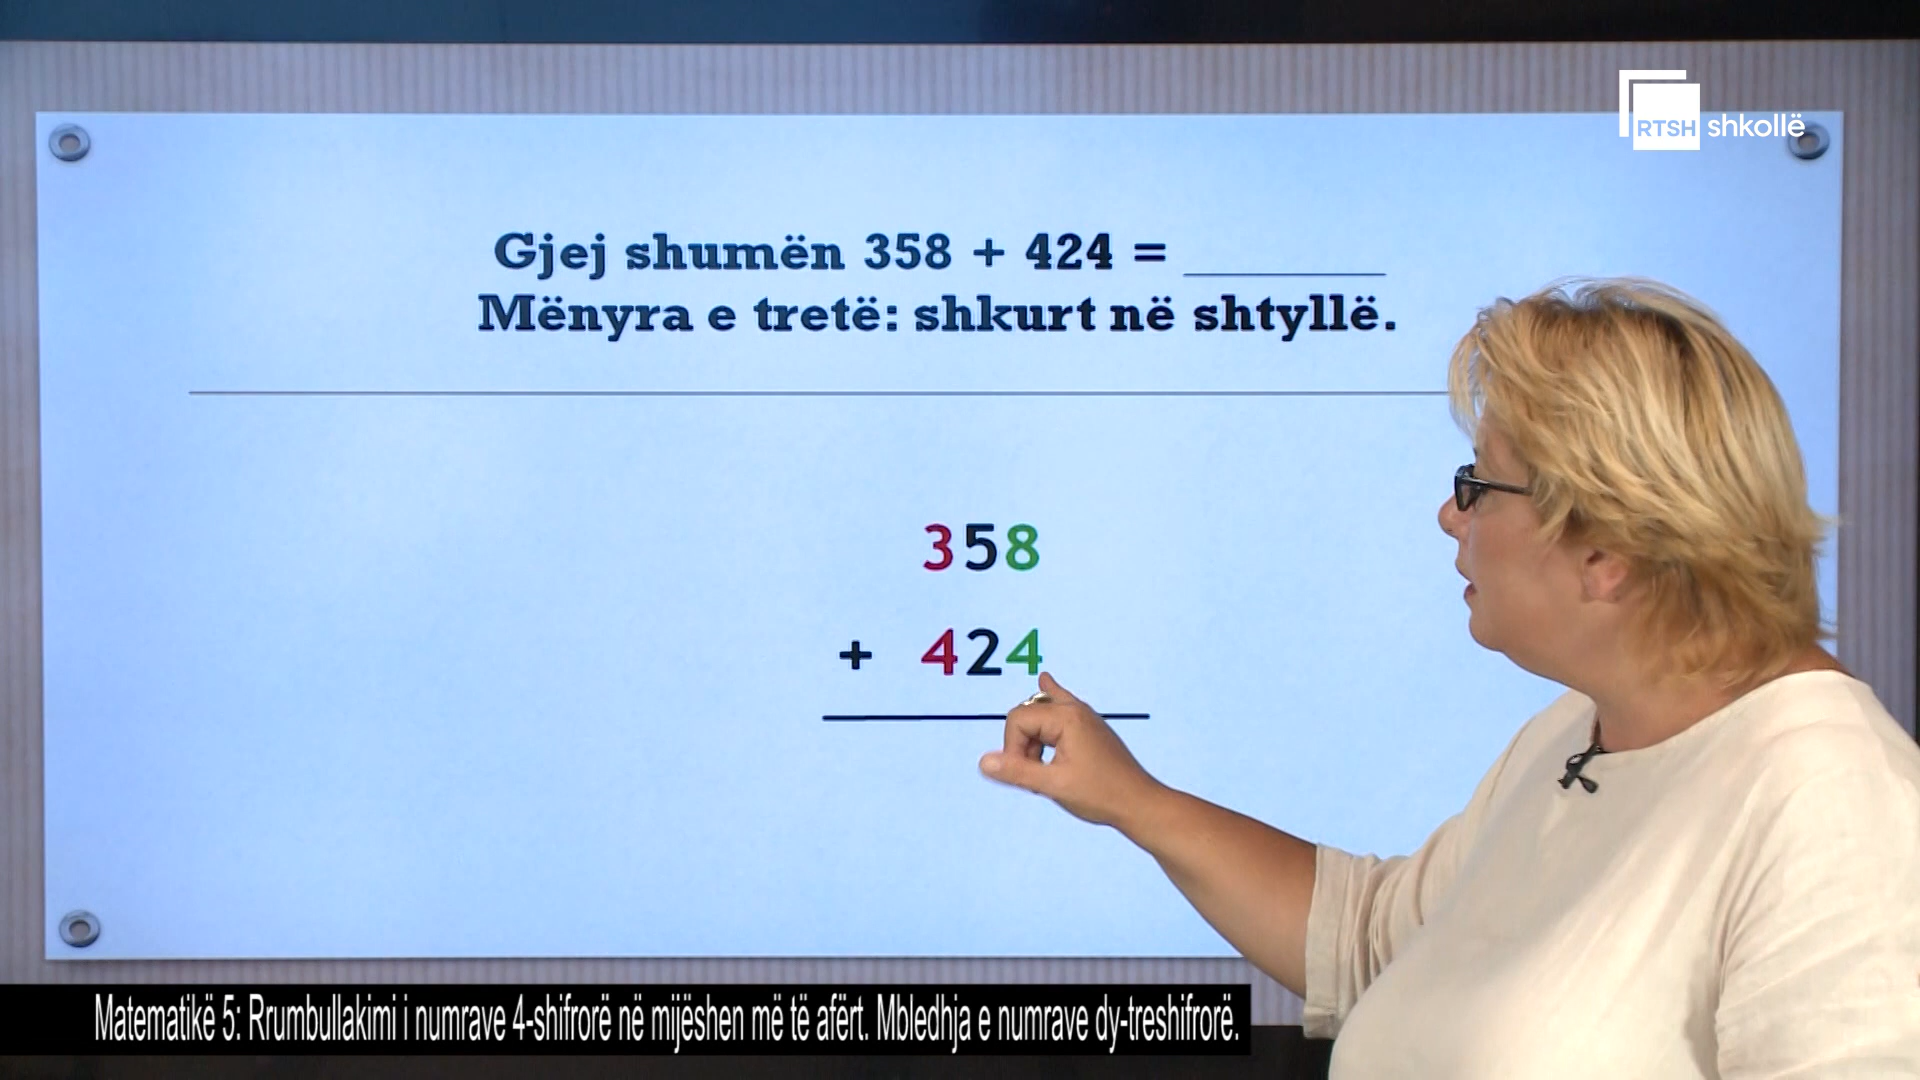 RTSH shkollë
Gjej shumën 358 + 424 = ________
Mënyra e tretë: shkurt në shtyllë.
358
+ 424
Matematikë 5: Rrumbullakimi i numrave 4-shifrorë në mijëshen më të afërt. Mbledhja e numrave dy-treshifrorë.